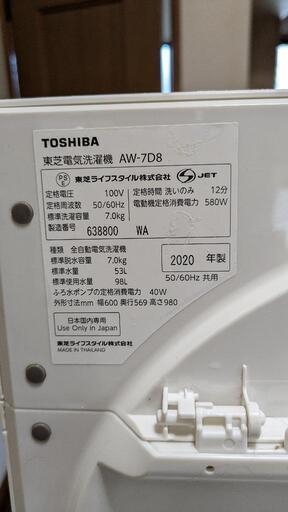 TOSHIBA
東芝電気洗濯機 AW-7D8
PS E 東芝ライフスタイル株式会社 JET
定格電圧 100V 定格時間 洗いのみ 12分
定格周波数 50/60Hz 電動機定格消費電力 580W
標準洗濯容量 7.0kg
製造番号 638800 WA
種類 全自動電気洗濯機
標準脱水容量 7.0kg 2020 年製
標準水量 53L
標準使用水量 98L 50/60Hz 共用
ふろ水ポンプの定格消費電力 40W
外形寸法mm 幅600 奥行569 高さ980
日本国内専用
Use Only in Japan
東芝ライフスタイル株式会社
MADE IN THAILAND